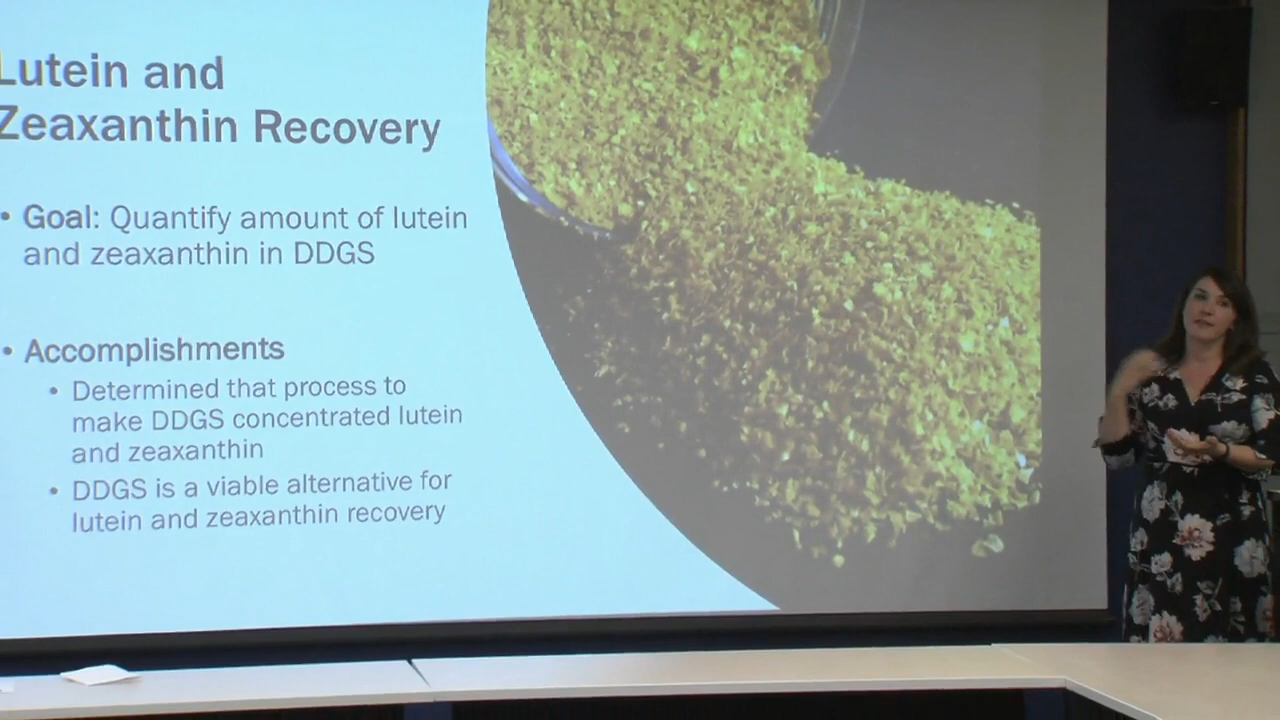 Lutein and
Zeaxanthin Recovery
• Goal: Quantify amount of lutein
and zeaxanthin in DDGS
• Accomplishments
• Determined that process to
make DDGS concentrated lutein
and zeaxanthin
• DDGS is a viable alternative for
lutein and zeaxanthin recovery